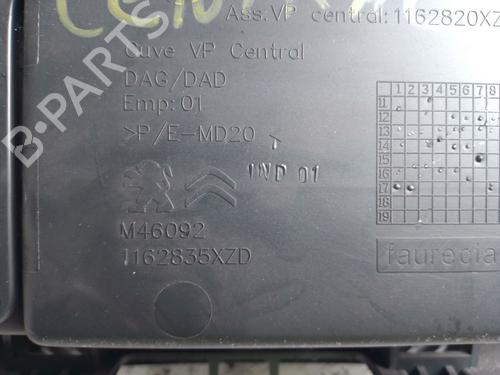 Ass.VP central:1162820XZ
Cuve VP Central
DAG/DAD
Emp:01
>P/E-MD20<
IND 01
1 2 3 4 5 6 7 8
11
12
13
14
15
16
17
18
19
M46092
1162835XZD
faurecia